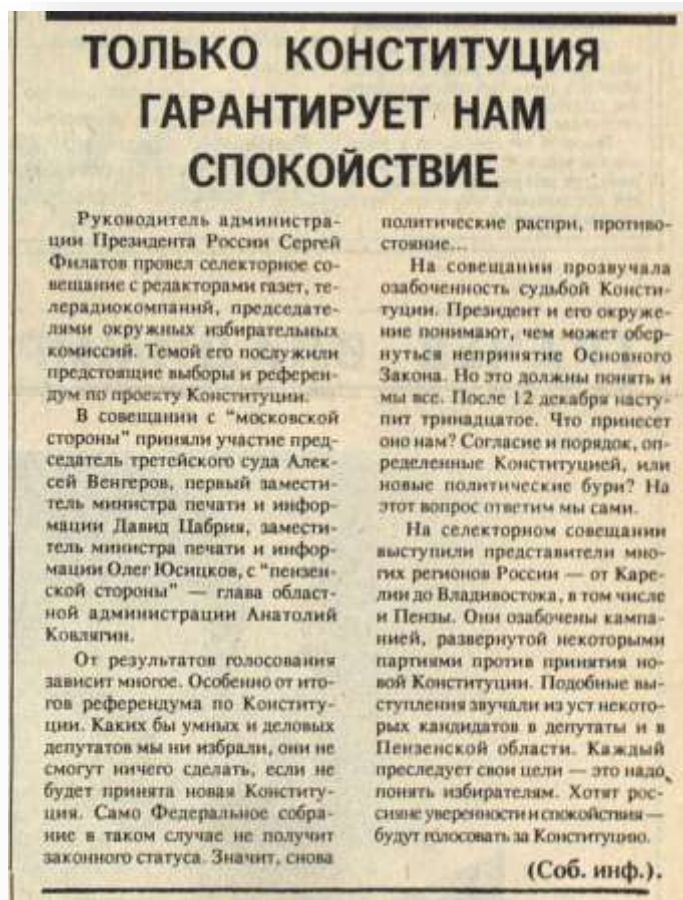 ТОЛЬКО КОНСТИТУЦИЯ
ГАРАНТИРУЕТ НАМ
СПОКОЙСТВИЕ
Руководитель администра-
ции Президента России Сергей
Филатов провел селекторное со-
вещание с редакторами газет, те-
лерадиокомпаний, председате-
лями окружных избирательных
комиссий. Темой его послужили
предстоящие выборы и референ-
дум по проекту Конституции.
В совещании с "московской
стороны" приняли участие пред-
седатель третейского суда Алек-
сей Венгеров, первый замести-
тель министра печати и инфор-
мации Давид Цабрия, замести-
тель министра печати и инфор-
мации Олег Юсицков, с "пензен-
ской стороны" — глава област-
ной администрации Анатолий
Ковлягин.
От результатов голосования
зависит многое. Особенно от ито-
гов референдума по Конститу-
ции. Каких бы умных и деловых
депутатов мы ни избрали, они не
смогут ничего сделать, если не
будет принята новая Конститу-
ция. Само Федеральное собра-
ние в таком случае не получит
законного статуса. Значит, снова
политические распри, противо-
стояние...
На совещании прозвучала
озабоченность судьбой Консти-
туции. Президент и его окруже-
ние понимают, чем может обер-
нуться непринятие Основного
Закона. Но это должны понять и
мы все. После 12 декабря насту-
пит тринадцатое. Что принесет
оно нам? Согласие и порядок, оп-
ределенные Конституцией, или
новые политические бури? На
этот вопрос ответим мы сами.
На селекторном совещании
выступили представители мно-
гих регионов России — от Каре-
лии до Владивостока, в том числе
и Пензы. Они озабочены кампа-
нией, развернутой некоторыми
партиями против принятия но-
вой Конституции. Подобные вы-
ступления звучали из уст некото-
рых кандидатов в депутаты и в
Пензенской области. Каждый
преследует свои цели — это надо
понять избирателям. Хотят рос-
сияне уверенности и спокойствия —
будут голосовать за Конституцию.
(Соб. инф.).